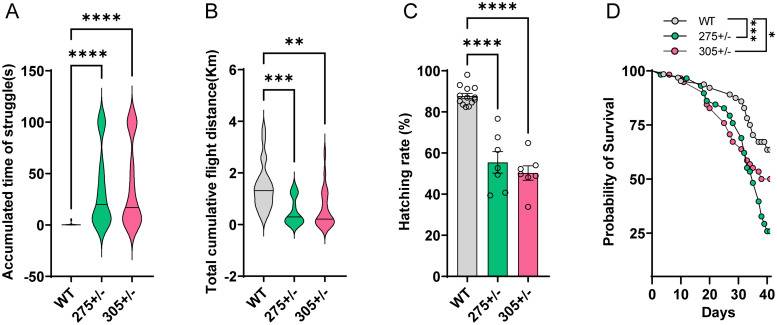 A
Accumulated time of struggle(s)
150
100
50
0
-50
****
****
WT
275+/-
305+/-
B
Total cumulative flight distance(Km)
6
4
2
0
-2
**
***
WT
275+/-
305+/-
C
Hatching rate (%)
100
80
60
40
20
0
****
****
WT
275+/-
305+/-
D
WT
275+/-
305+/-
***
*
Probability of Survival
100
75
50
25
0 10 20 30 40
Days